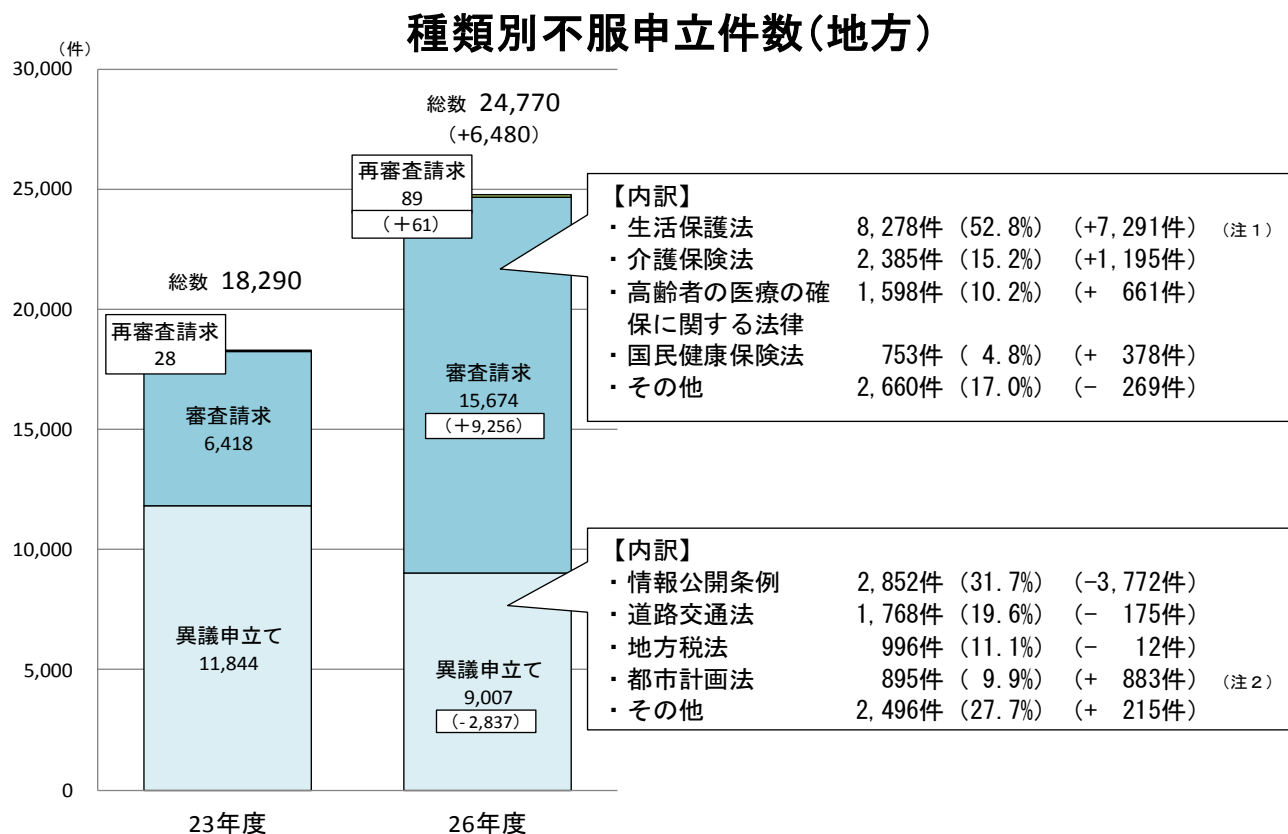 種類別不服申立件数(地方)
(件)
30,000
25,000
20,000
15,000
10,000
5,000
0
総数 18,290
再審査請求
28
審査請求
6,418
異議申立て
11,844
23年度
総数 24,770
(+6,480)
再審査請求
89
(+61)
審査請求
15,674
(+9,256)
異議申立て
9,007
(-2,837)
26年度
【内訳】
・生活保護法 8,278件 (52.8%) (+7,291件) (注1)
・介護保険法 2,385件 (15.2%) (+1,195件)
・高齢者の医療の確 1,598件 (10.2%) (+ 661件)
保に関する法律
・国民健康保険法 753件 ( 4.8%) (+ 378件)
・その他 2,660件 (17.0%) (- 269件)
【内訳】
・情報公開条例 2,852件 (31.7%) (-3,772件)
・道路交通法 1,768件 (19.6%) (- 175件)
・地方税法 996件 (11.1%) (- 12件)
・都市計画法 895件 ( 9.9%) (+ 883件) (注2)
・その他 2,496件 (27.7%) (+ 215件)